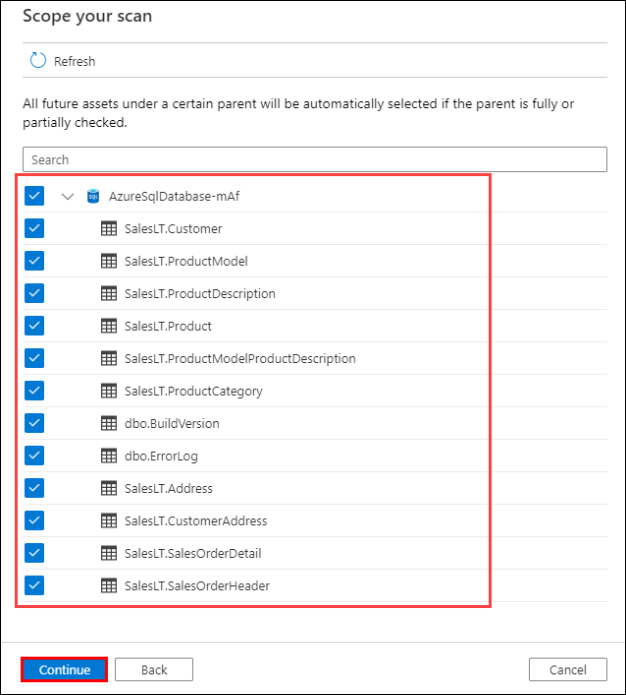 Scope your scan
Refresh
All future assets under a certain parent will be automatically selected if the parent is fully or
partially checked.
Search
SQL AzureSqlDatabase-mAf
SalesLT.Customer
SalesLT.ProductModel
SalesLT.ProductDescription
SalesLT.Product
SalesLT.ProductModelProductDescription
SalesLT.ProductCategory
dbo.BuildVersion
dbo.ErrorLog
SalesLT.Address
SalesLT.CustomerAddress
SalesLT.SalesOrderDetail
SalesLT.SalesOrderHeader
Continue Back Cancel